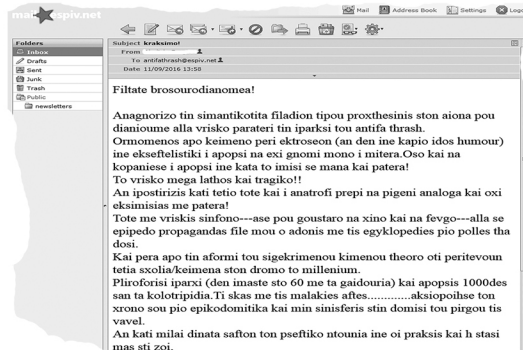 mail espiv.net
Mail Address Book Settings Log
Folders
Inbox
Drafts
Sent
Junk
Trash
Public
newsletters
Subject kraksimo!
From
To antifathrash@espiv.net
Date 11/09/2016 13:58
Filtate brosourodianomea!
Anagnorizo tin simantikotita filadion tipou proxthesinis ston aiona pou
dianioume alla vrisko parateri tin iparksi tou antifa thrash.
Ormomenos apo keimeno peri ektroseon (an den ine kapio idos humour)
ine ekseftelistiki i apopsi na exi gnomi mono i mitera.Oso kai na
kopaniese i apopsi ine kata to imisi se mana kai patera!
To vrisko mega lathos kai tragiko!!
An ipostirizis kati tetio tote kai i anatrofi prepi na pigeni analoga kai oxi
eksimisias me patera!
Tote me vriskis sinfono---ase pou goustaro na xino kai na fevgo---alla se
epipedo propagandas file mou o adonis me tis egyklopedies pio polles tha
dosi.
Kai pera apo tin aformi tou sigekrimenou kimenou theoro oti peritevoun
tetia sxolia/keimena ston dromo to millenium.
Pliroforisi iparxi (den imaste sto 60 me ta gaidouria) kai apopsis 1000des
san ta kolotripidia.Ti skas me tis malakies aftes.............aksiopoihse ton
xrono sou pio epikodomitika kai min sinisferis stin domisi tou pirgou tis
vavel.
An kati milai dinata safton ton pseftiko ntounia ine oi praksis kai h stasi
mas sti zoi.